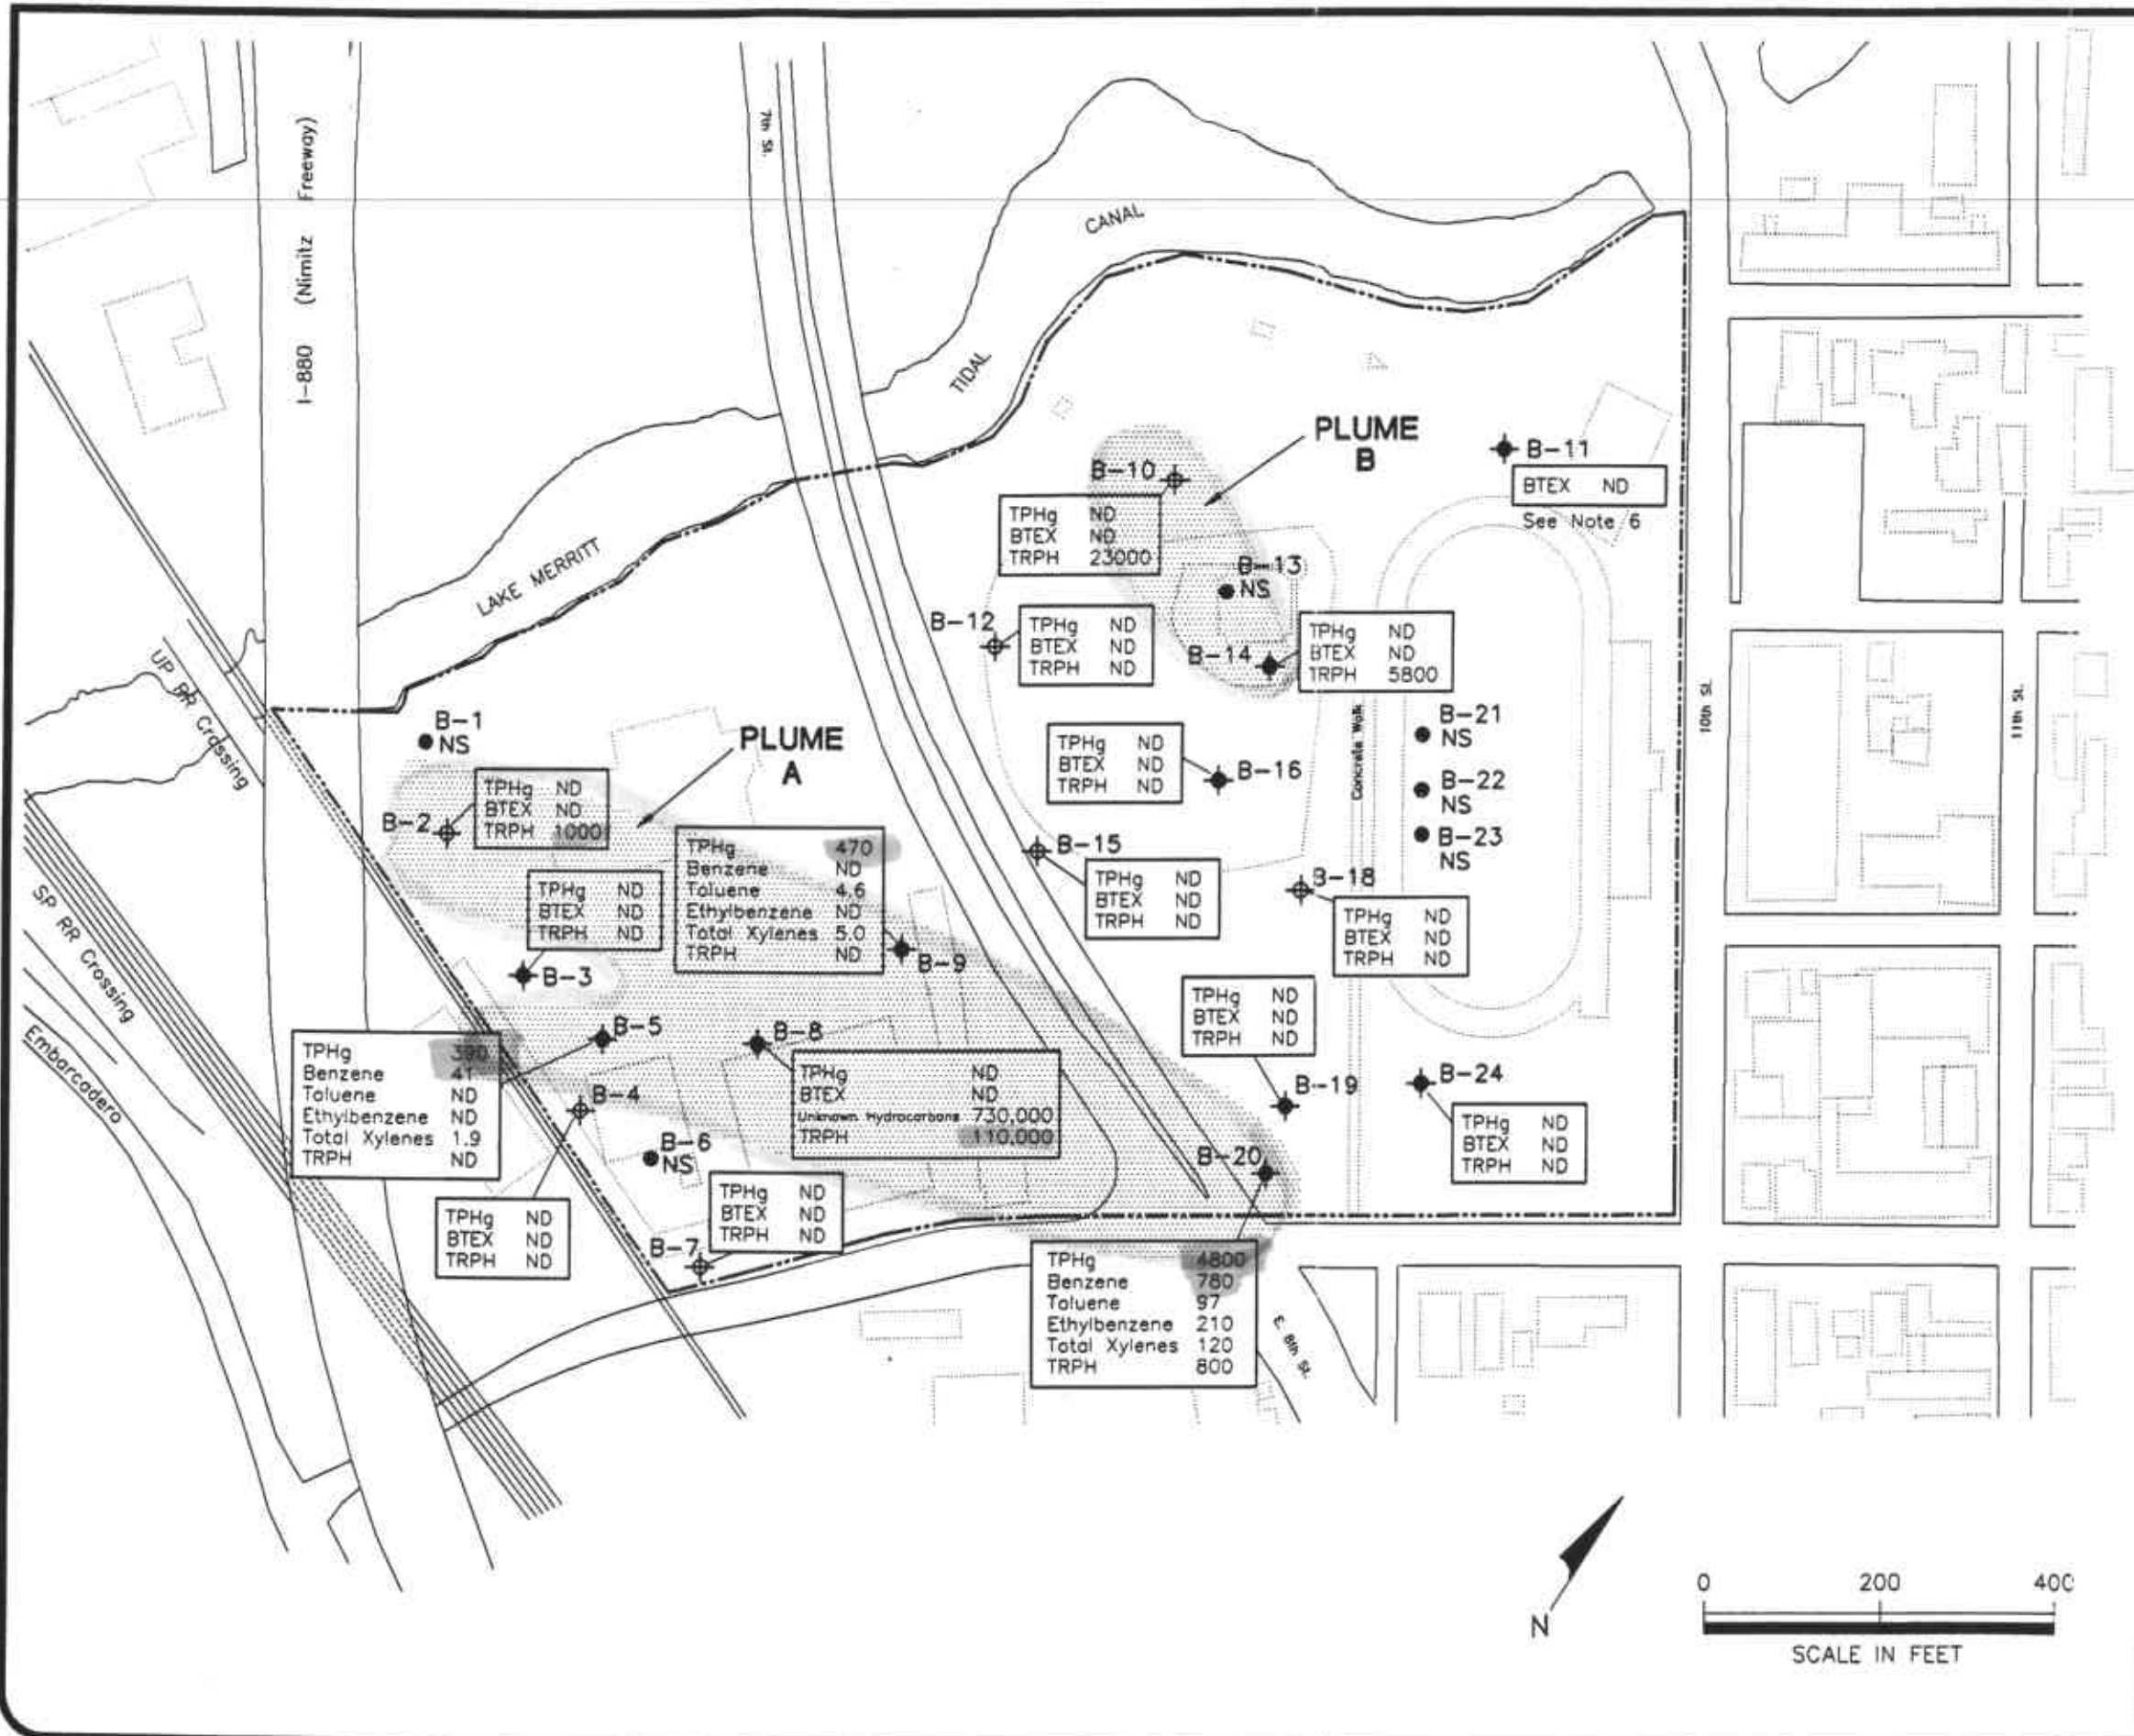 I-880 (Nimitz Freeway)
7th St.
CANAL
TIDAL
LAKE MERRITT
UP RR Crossing
SP RR Crossing
Embarcadero
PLUME
B
B-10
TPHg ND
BTEX ND
TRPH 23000
B-11
BTEX ND
See Note 6
B-13
NS
B-12
TPHg ND
BTEX ND
TRPH ND
B-14
TPHg ND
BTEX ND
TRPH 5800
B-1
NS
PLUME
A
B-2
TPHg ND
BTEX ND
TRPH 1000
TPHg 470
Benzene ND
Toluene 4.6
Ethylbenzene ND
Total Xylenes 5.0
TRPH ND
B-9
TPHg ND
BTEX ND
TRPH ND
B-3
TPHg ND
BTEX ND
TRPH ND
B-16
B-15
TPHg ND
BTEX ND
TRPH ND
Concrete Walk
B-21
NS
B-22
NS
B-23
NS
B-18
TPHg ND
BTEX ND
TRPH ND
10th St.
11th St.
B-5
TPHg 390
Benzene 41
Toluene ND
Ethylbenzene ND
Total Xylenes 1.9
TRPH ND
B-8
TPHg ND
BTEX ND
Unknown Hydrocarbons 730,000
TRPH 110,000
B-4
TPHg ND
BTEX ND
TRPH ND
B-6
NS
B-7
TPHg ND
BTEX ND
TRPH ND
TPHg ND
BTEX ND
TRPH ND
B-19
B-24
TPHg ND
BTEX ND
TRPH ND
B-20
TPHg 4800
Benzene 780
Toluene 97
Ethylbenzene 210
Total Xylenes 120
TRPH 800
E. 8th St.
N
0 200 400
SCALE IN FEET